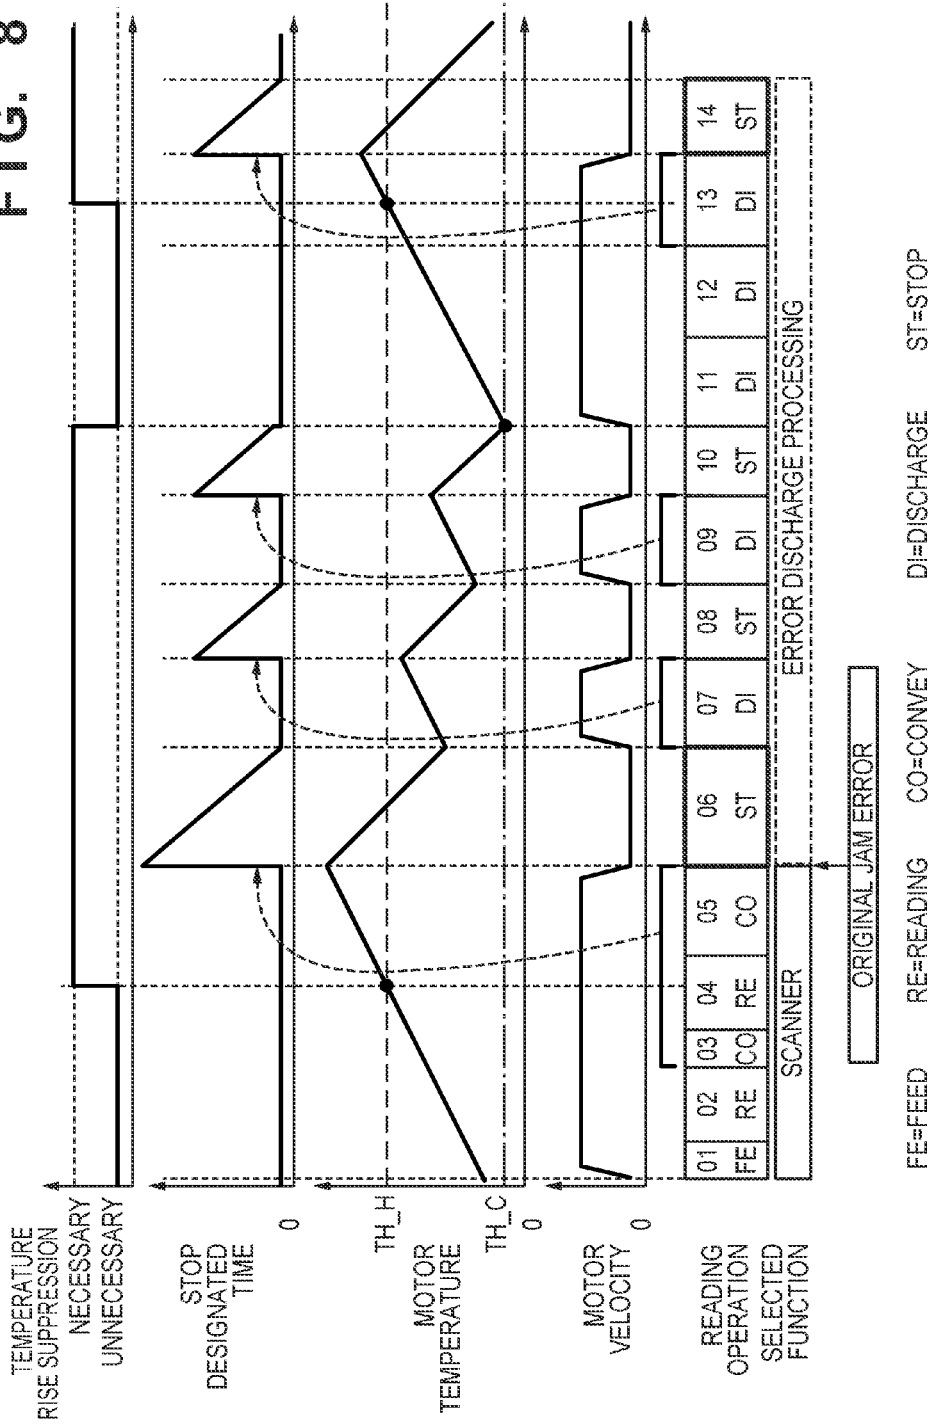 FIG. 8
TEMPERATURE
RISE SUPPRESSION
NECESSARY
UNNECESSARY
STOP
DESIGNATED
TIME
0
TH_H
MOTOR
TEMPERATURE
TH_C
0
MOTOR
VELOCITY
0
READING
OPERATION
01 02 03 04 05 06 07 08 09 10 11 12 13 14
FE RE CO RE CO ST DI ST DI ST DI DI DI ST
SELECTED
FUNCTION
SCANNER
ERROR DISCHARGE PROCESSING
ORIGINAL JAM ERROR
FE=FEED RE=READING CO=CONVEY DI=DISCHARGE ST=STOP